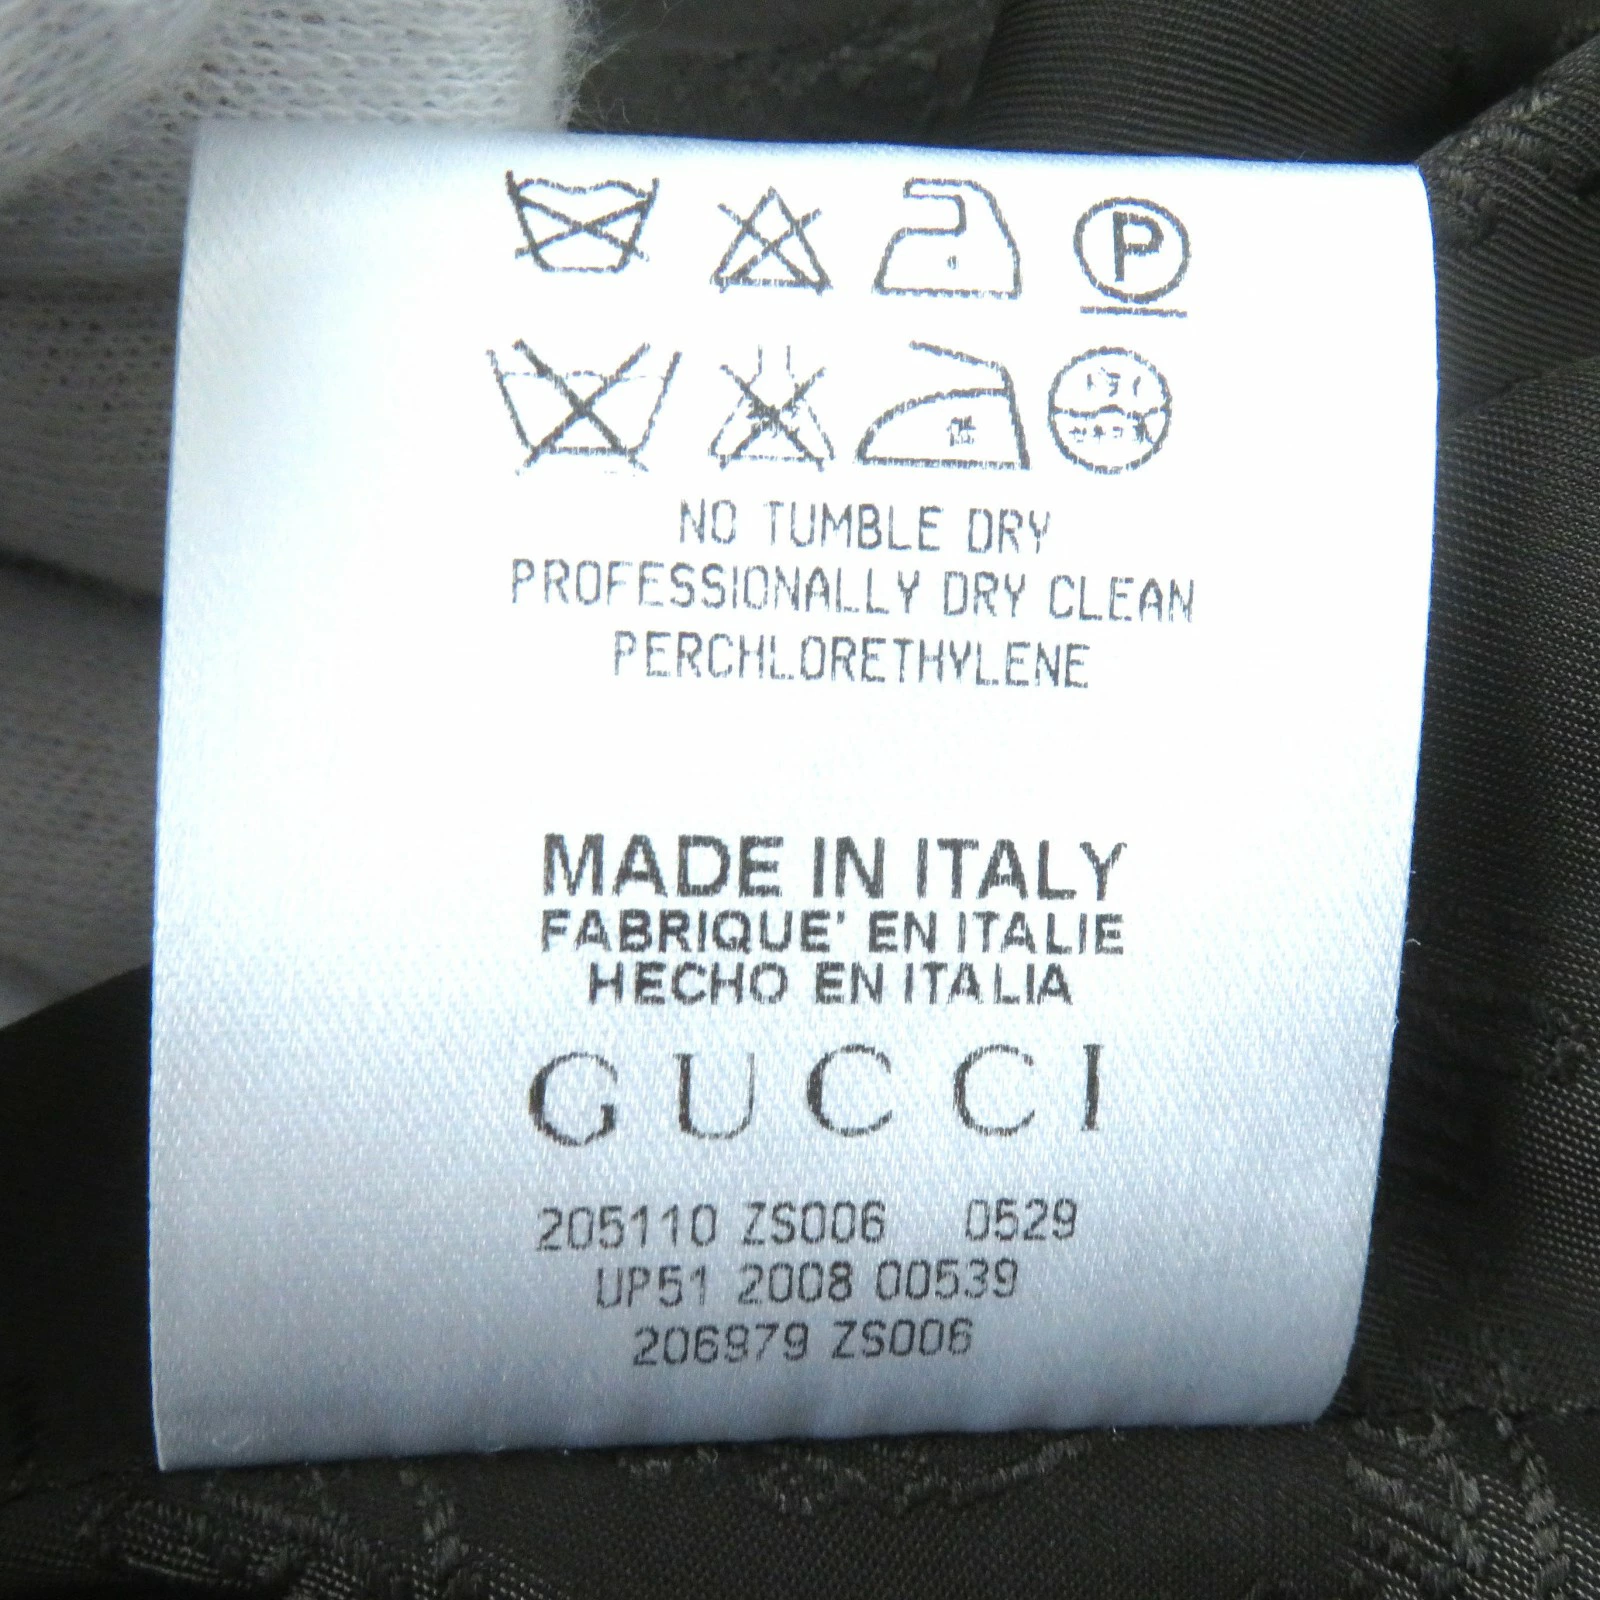 P
NO TUMBLE DRY
PROFESSIONALLY DRY CLEAN
PERCHLORETHYLENE
MADE IN ITALY
FABRIQUE' EN ITALIE
HECHO EN ITALIA
GUCCI
205110 ZS006 0529
UP51 2008 00539
206979 ZS006